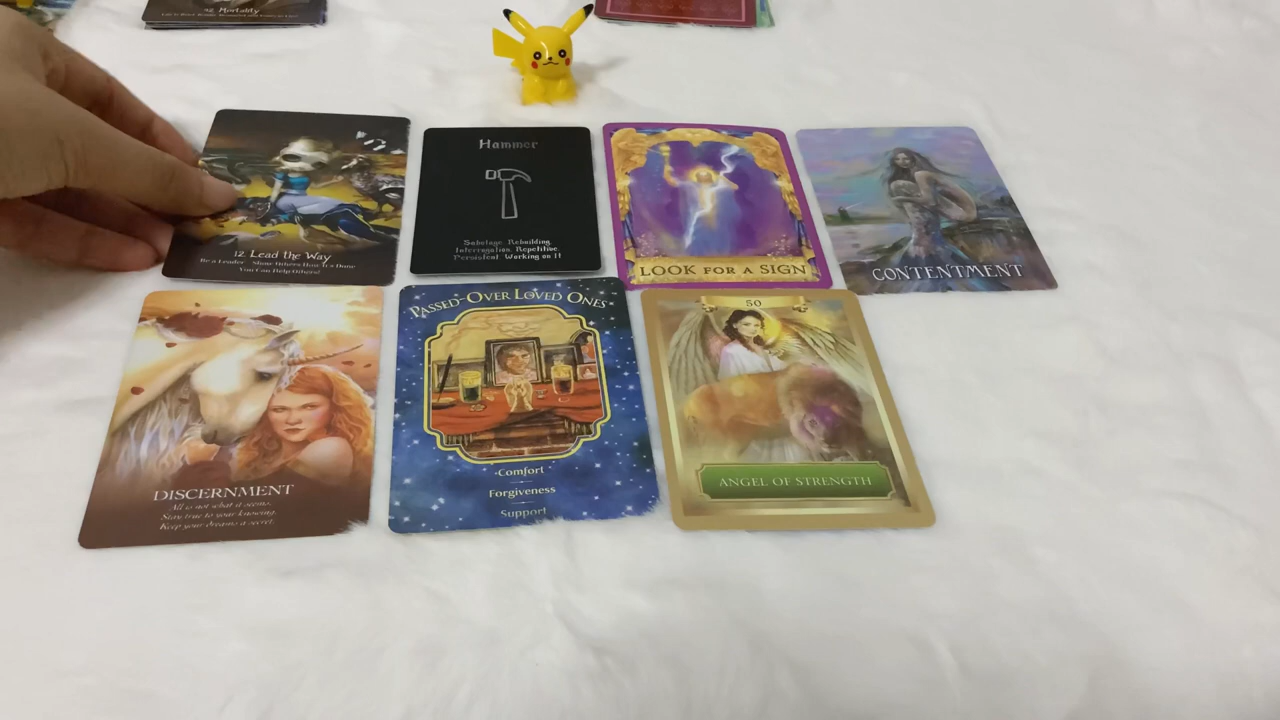 12 Mortality
12 Lead the Way
Be a Leader Show Others How It's Done
You Can Help Others!
Hammer
Sabotage. Rebuilding.
Interrogation. Repetitive.
Persistent. Working on It
LOOK FOR A SIGN
CONTENTMENT
DISCERNMENT
All is not what it seems.
Stay true to your knowing.
Keep your dreams a secret.
PASSED-OVER LOVED ONES
Comfort
Forgiveness
Support
50
ANGEL OF STRENGTH